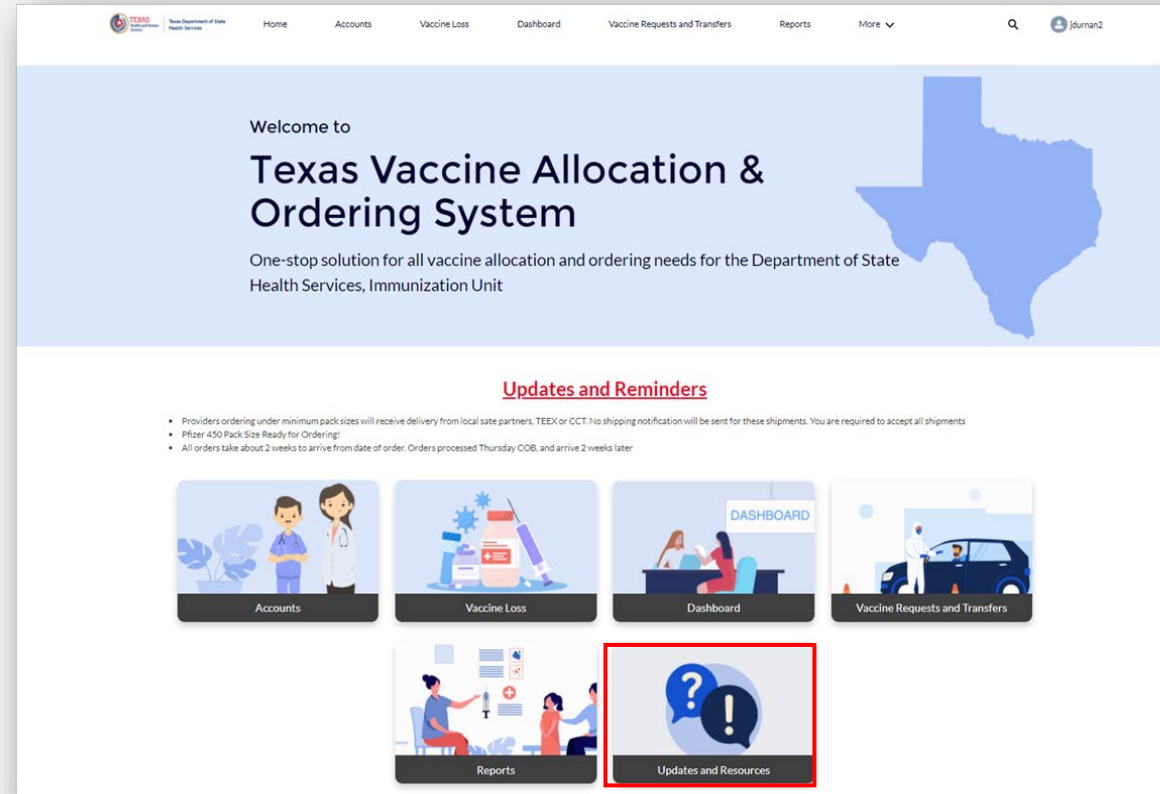 TEXAS
Health and Human
Services
Texas Department of State
Health Services
Home
Accounts
Vaccine Loss
Dashboard
Vaccine Requests and Transfers
Reports
More
jdurnan2
Welcome to
Texas Vaccine Allocation &
Ordering System
One-stop solution for all vaccine allocation and ordering needs for the Department of State
Health Services, Immunization Unit
Updates and Reminders
• Providers ordering under minimum pack sizes will receive delivery from local sate partners, TEEX or CCT. No shipping notification will be sent for these shipments. You are required to accept all shipments
• Pfizer 450 Pack Size Ready for Ordering!
• All orders take about 2 weeks to arrive from date of order. Orders processed Thursday COB, and arrive 2 weeks later
DASHBOARD
Accounts
Vaccine Loss
Dashboard
Vaccine Requests and Transfers
? !
Reports
Updates and Resources